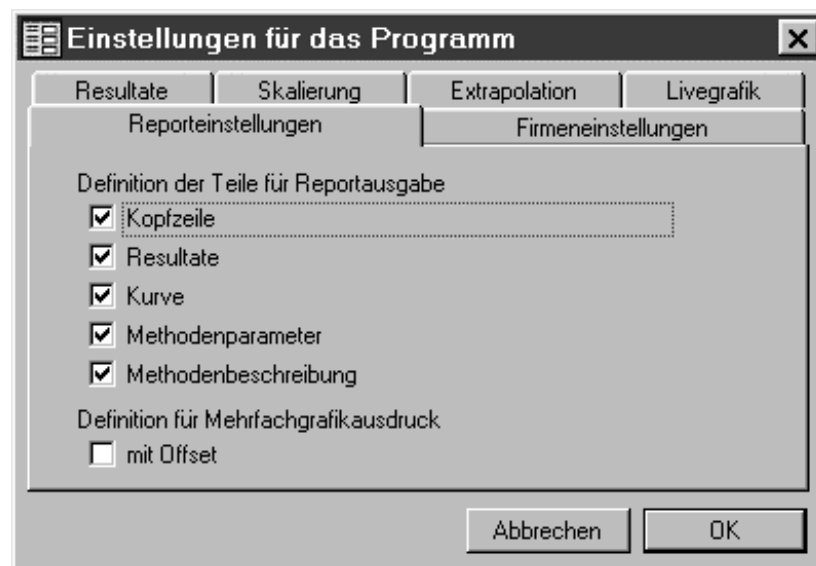 Einstellungen für das Programm
Resultate Skalierung Extrapolation Livegrafik
Reporteinstellungen Firmeneinstellungen
Definition der Teile für Reportausgabe
Kopfzeile
Resultate
Kurve
Methodenparameter
Methodenbeschreibung
Definition für Mehrfachgrafikausdruck
mit Offset
Abbrechen OK